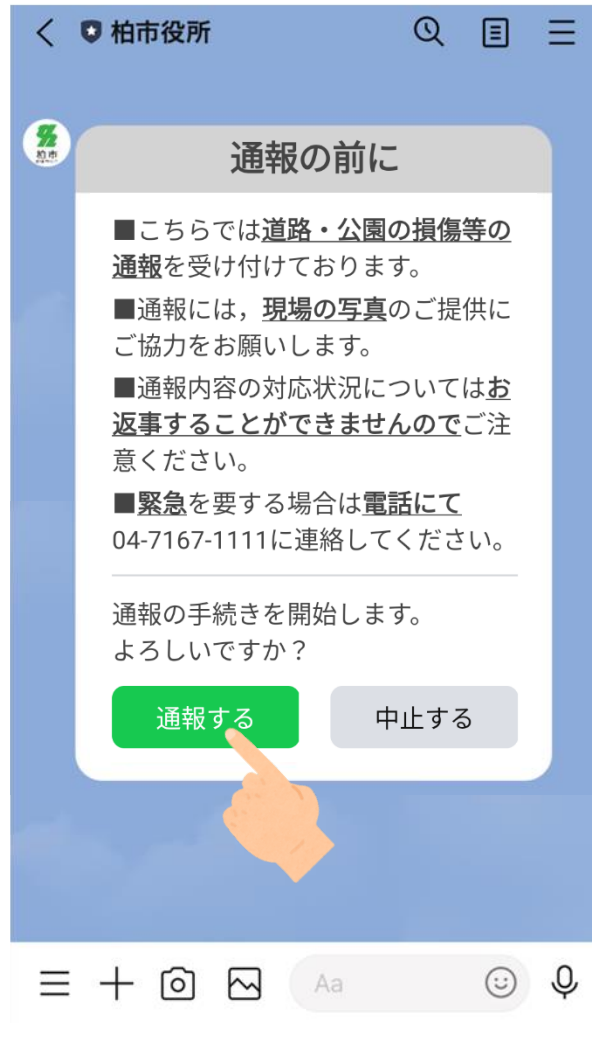 柏市役所
柏市
通報の前に
■こちらでは道路・公園の損傷等の
通報を受け付けております。
■通報には，現場の写真のご提供に
ご協力をお願いします。
■通報内容の対応状況についてはお
返事することができませんのでご注
意ください。
■緊急を要する場合は電話にて
04-7167-1111に連絡してください。
通報の手続きを開始します。
よろしいですか？
通報する
中止する
Aa